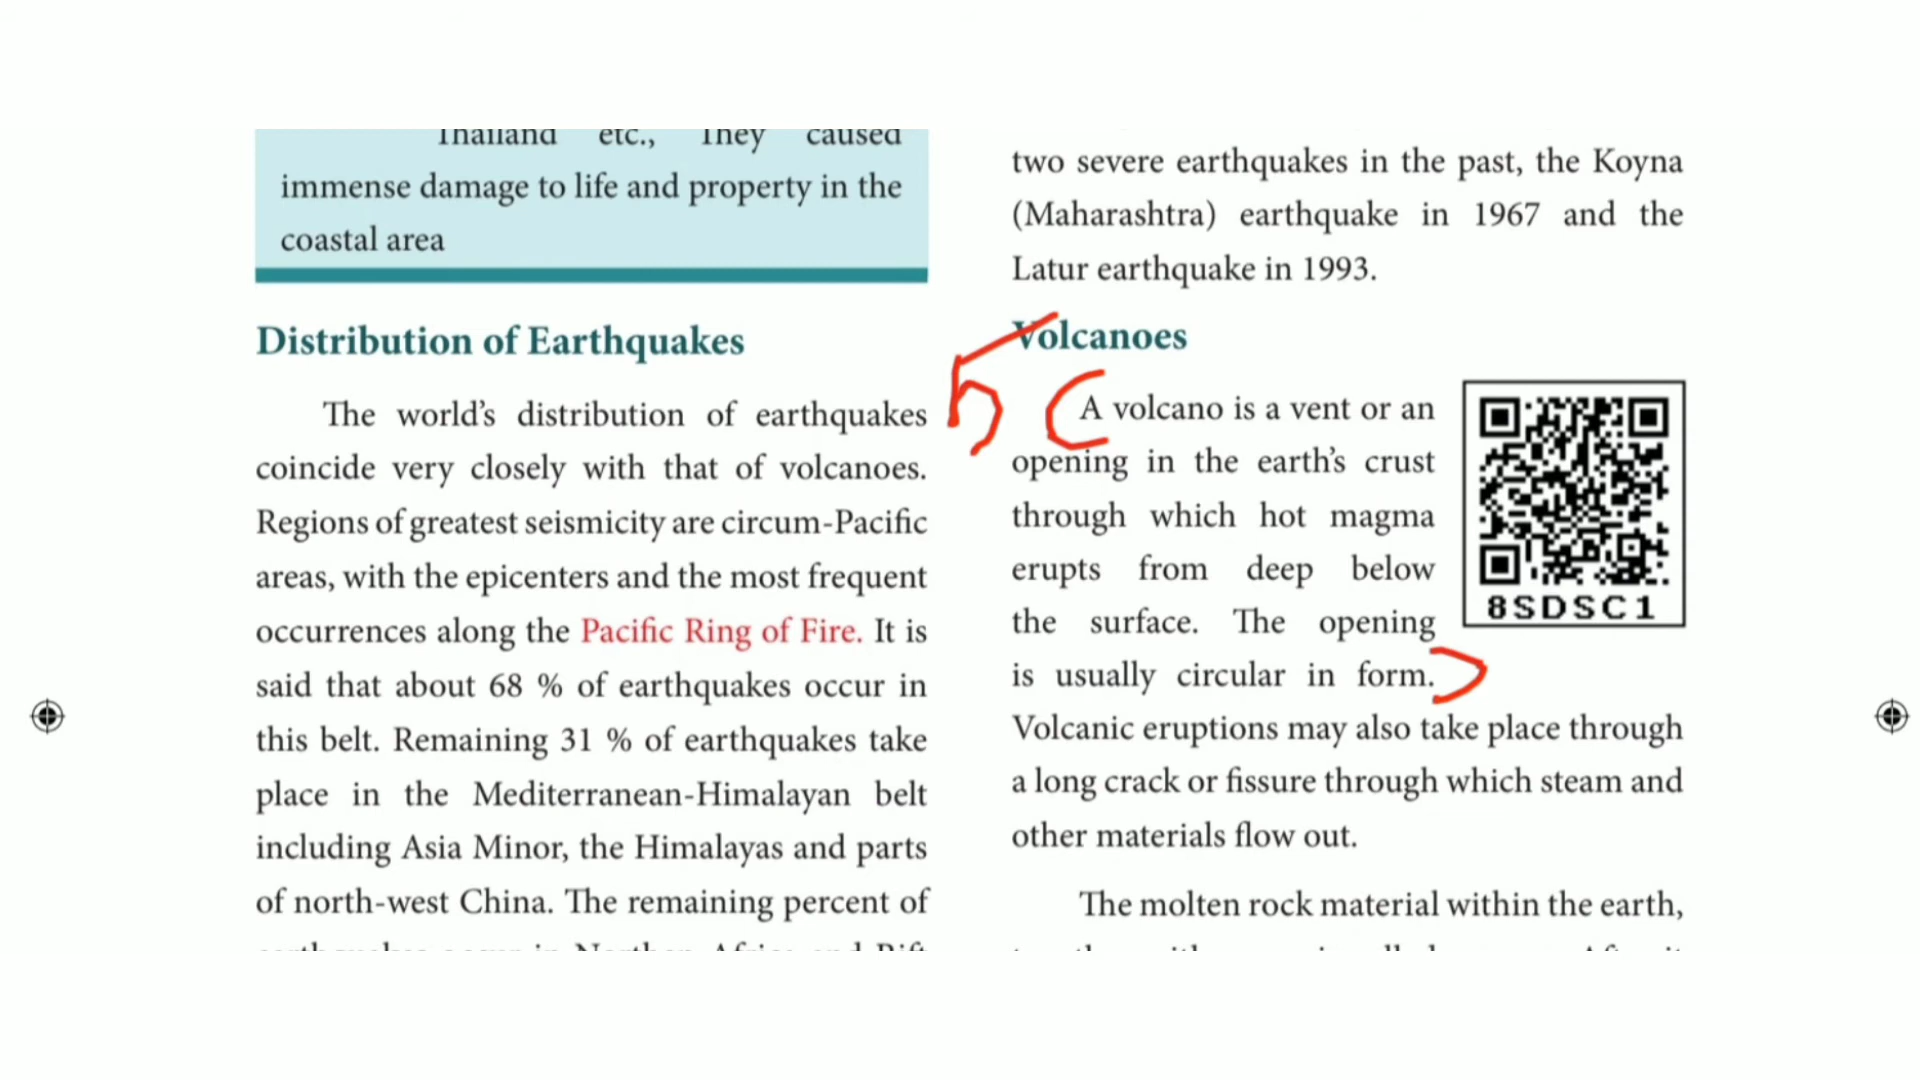 Thailand etc., They caused
immense damage to life and property in the
coastal area
Distribution of Earthquakes
The world's distribution of earthquakes
coincide very closely with that of volcanoes.
Regions of greatest seismicity are circum-Pacific
areas, with the epicenters and the most frequent
occurrences along the Pacific Ring of Fire. It is
said that about 68 % of earthquakes occur in
this belt. Remaining 31 % of earthquakes take
place in the Mediterranean-Himalayan belt
including Asia Minor, the Himalayas and parts
of north-west China. The remaining percent of
two severe earthquakes in the past, the Koyna
(Maharashtra) earthquake in 1967 and the
Latur earthquake in 1993.
5
Volcanoes
A volcano is a vent or an
opening in the earth's crust
through which hot magma
erupts from deep below
the surface. The opening
is usually circular in form.
8SDSC1
Volcanic eruptions may also take place through
a long crack or fissure through which steam and
other materials flow out.
The molten rock material within the earth,